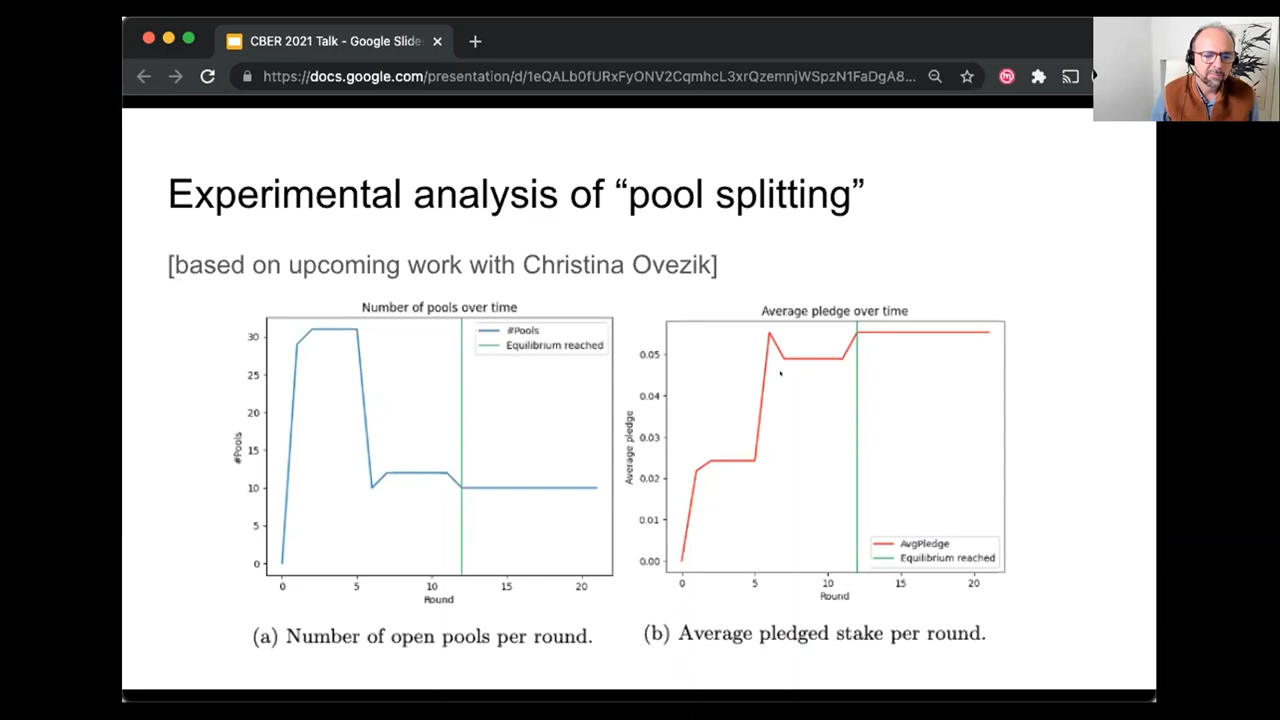 CBER 2021 Talk - Google Slide
https://docs.google.com/presentation/d/1eQALb0fURxFyONV2CqmhcL3xrQzemnjWSpzN1FaDgA8...
Experimental analysis of “pool splitting”
[based on upcoming work with Christina Ovezik]
Number of pools over time
#Pools
Equilibrium reached
30
25
20
15
10
5
0
#Pools
0 5 10 15 20
Round
(a) Number of open pools per round.
Average pledge over time
0.05
0.04
0.03
0.02
0.01
0.00
Average pledge
AvgPledge
Equilibrium reached
0 5 10 15 20
Round
(b) Average pledged stake per round.